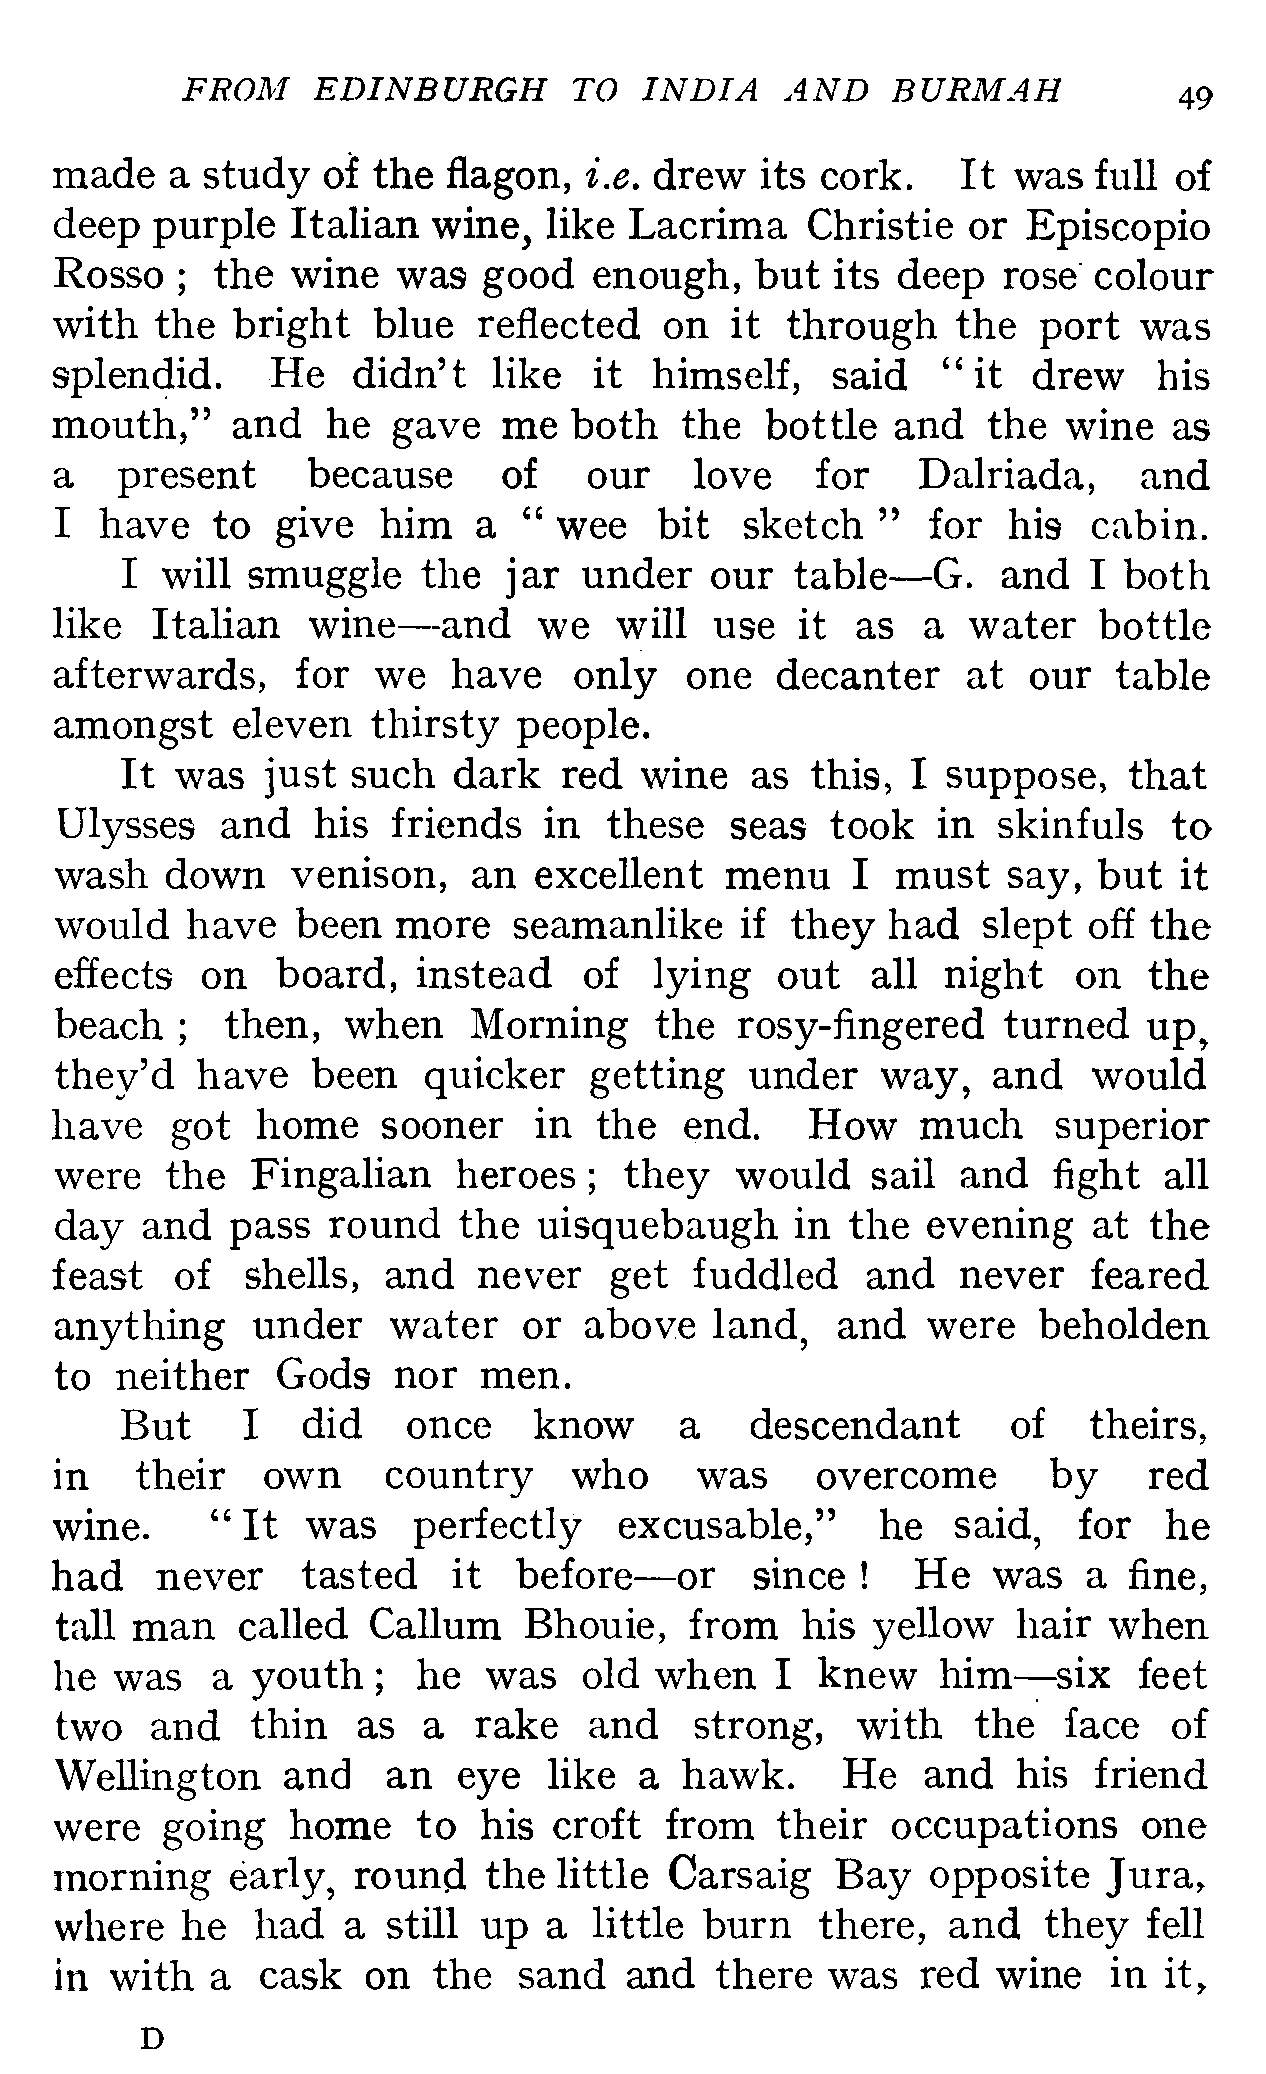 FROM EDINBURGH TO INDIA AND BURMAH 49
made a study of the flagon, i.e. drew its cork. It was full of
deep purple Italian wine, like Lacrima Christie or Episcopio
Rosso ; the wine was good enough, but its deep rose colour
with the bright blue reflected on it through the port was
splendid. He didn't like it himself, said " it drew his
mouth," and he gave me both the bottle and the wine as
a present because of our love for Dalriada, and
I have to give him a " wee bit sketch " for his cabin.
I will smuggle the jar under our table—G. and I both
like Italian wine—and we will use it as a water bottle
afterwards, for we have only one decanter at our table
amongst eleven thirsty people.
It was just such dark red wine as this, I suppose, that
Ulysses and his friends in these seas took in skinfuls to
wash down venison, an excellent menu I must say, but it
would have been more seamanlike if they had slept off the
effects on board, instead of lying out all night on the
beach ; then, when Morning the rosy-fingered turned up,
they'd have been quicker getting under way, and would
have got home sooner in the end. How much superior
were the Fingalian heroes ; they would sail and fight all
day and pass round the uisquebaugh in the evening at the
feast of shells, and never get fuddled and never feared
anything under water or above land, and were beholden
to neither Gods nor men.
But I did once know a descendant of theirs,
in their own country who was overcome by red
wine. " It was perfectly excusable," he said, for he
had never tasted it before—or since ! He was a fine,
tall man called Callum Bhouie, from his yellow hair when
he was a youth ; he was old when I knew him—six feet
two and thin as a rake and strong, with the face of
Wellington and an eye like a hawk. He and his friend
were going home to his croft from their occupations one
morning early, round the little Carsaig Bay opposite Jura,
where he had a still up a little burn there, and they fell
in with a cask on the sand and there was red wine in it,
D